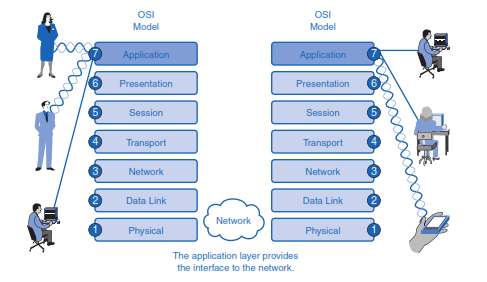 OSI
Model
7 Application
6 Presentation
5 Session
4 Transport
3 Network
2 Data Link
1 Physical
OSI
Model
Application 7
Presentation 6
Session 5
Transport 4
Network 3
Data Link 2
Physical 1
Network
The application layer provides
the interface to the network.